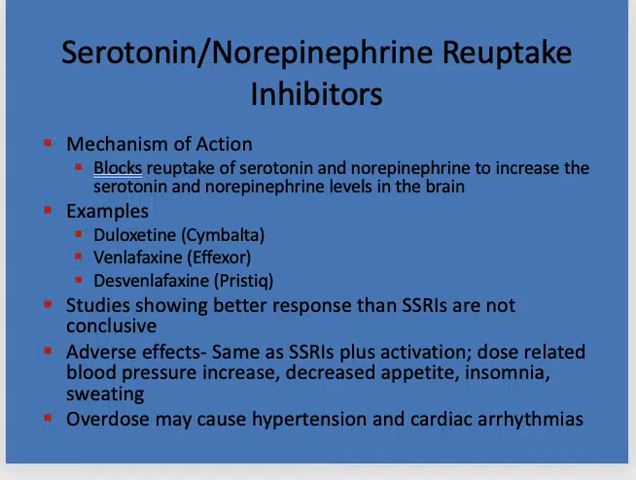 Serotonin/Norepinephrine Reuptake
Inhibitors
Mechanism of Action
Blocks reuptake of serotonin and norepinephrine to increase the
serotonin and norepinephrine levels in the brain
Examples
Duloxetine (Cymbalta)
Venlafaxine (Effexor)
Desvenlafaxine (Pristiq)
Studies showing better response than SSRIs are not
conclusive
Adverse effects- Same as SSRIs plus activation; dose related
blood pressure increase, decreased appetite, insomnia,
sweating
Overdose may cause hypertension and cardiac arrhythmias